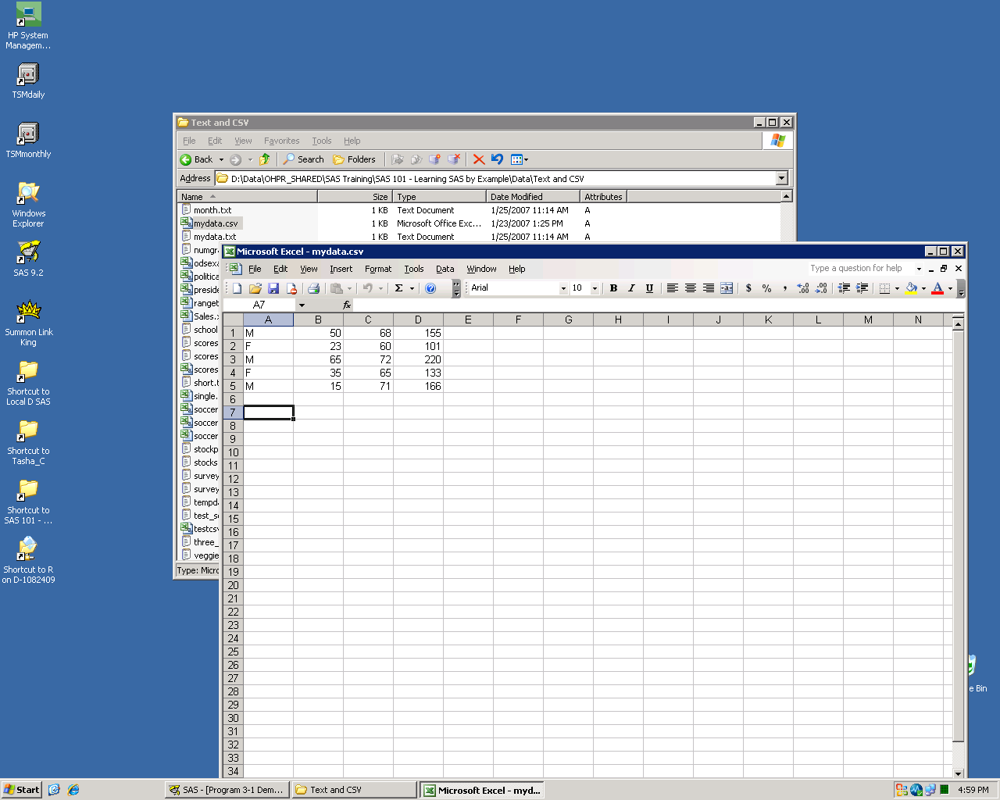 HP System
Managem...
TSMdaily
TSMmonthly
Windows
Explorer
SAS 9.2
Summon Link
King
Shortcut to
Local D SAS
Shortcut to
Tasha_C
Shortcut to
SAS 101 - ...
Shortcut to R
on D-1082409
Text and CSV
File Edit View Favorites Tools Help
Back Search Folders
Address D:\Data\OHPR_SHARED\SAS Training\SAS 101 - Learning SAS by Example\Data\Text and CSV
Name Size Type Date Modified Attributes
month.txt 1 KB Text Document 1/25/2007 11:14 AM A
mydata.csv 1 KB Microsoft Office Exc... 1/23/2007 1:25 PM A
mydata.txt 1 KB Text Document 1/25/2007 11:14 AM A
numgra
odsexa
politica
preside
ranget
Sales.x
school
scores
scores
scores
short.t
single.
soccer
soccer
soccer
stockp
stocks
survey
survey
tempda
test_sc
testcsv
three_
veggie
Type: Micro
Microsoft Excel - mydata.csv
File Edit View Insert Format Tools Data Window Help Type a question for help
Arial 10 B I U $ % ,
A7 fx
A B C D E F G H I J K L M N
1 M 50 68 155
2 F 23 60 101
3 M 65 72 220
4 F 35 65 133
5 M 15 71 166
6
7
8
9
10
11
12
13
14
15
16
17
18
19
20
21
22
23
24
25
26
27
28
29
30
31
32
33
34
e Bin
Start SAS - [Program 3-1 Dem... Text and CSV Microsoft Excel - myd... 4:59 PM